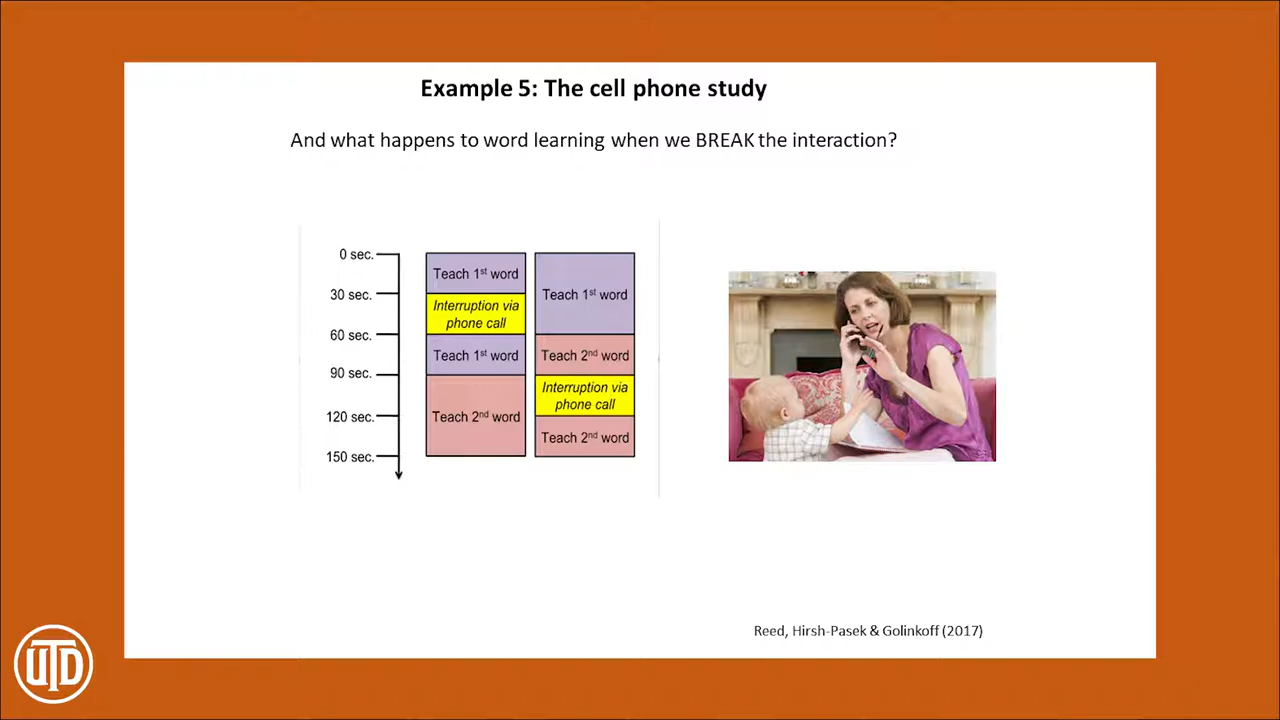 Example 5: The cell phone study
And what happens to word learning when we BREAK the interaction?
0 sec.
30 sec.
60 sec.
90 sec.
120 sec.
150 sec.
Teach 1st word
Interruption via
phone call
Teach 1st word
Teach 2nd word
Teach 1st word
Teach 2nd word
Interruption via
phone call
Teach 2nd word
Reed, Hirsh-Pasek & Golinkoff (2017)
UTD